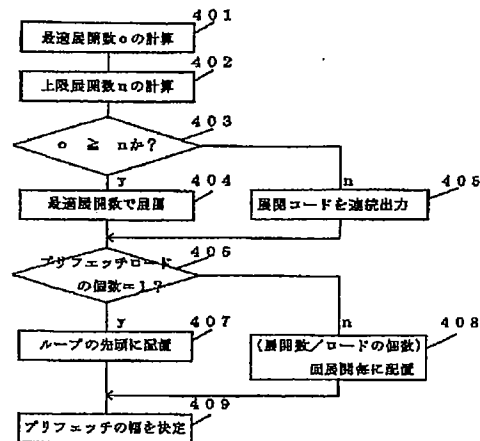 401
最適展開数oの計算
402
上限展開数nの計算
403
o ≧ nか?
y
n
404
405
最適展開数で展開
展開コードを連続出力
406
プリフェッチロード
の個数=1?
y
n
407
408
ループの先頭に配置
(展開数/ロードの個数)
回展開毎に配置
409
プリフェッチの幅を決定